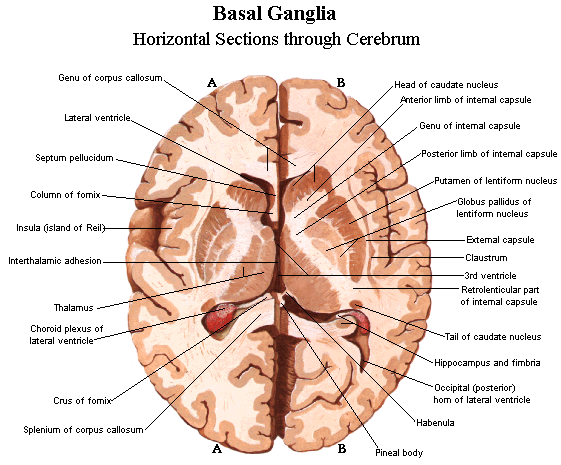 Basal Ganglia
Horizontal Sections through Cerebrum
A
B
Genu of corpus callosum
Lateral ventricle
Septum pellucidum
Column of fornix
Insula (island of Reil)
Interthalamic adhesion
Thalamus
Choroid plexus of
lateral ventricle
Crus of fornix
Splenium of corpus callosum
Head of caudate nucleus
Anterior limb of internal capsule
Genu of internal capsule
Posterior limb of internal capsule
Putamen of lentiform nucleus
Globus pallidus of
lentiform nucleus
External capsule
Claustrum
3rd ventricle
Retrolenticular part
of internal capsule
Tail of caudate nucleus
Hippocampus and fimbria
Occipital (posterior)
horn of lateral ventricle
Habenula
Pineal body
A
B